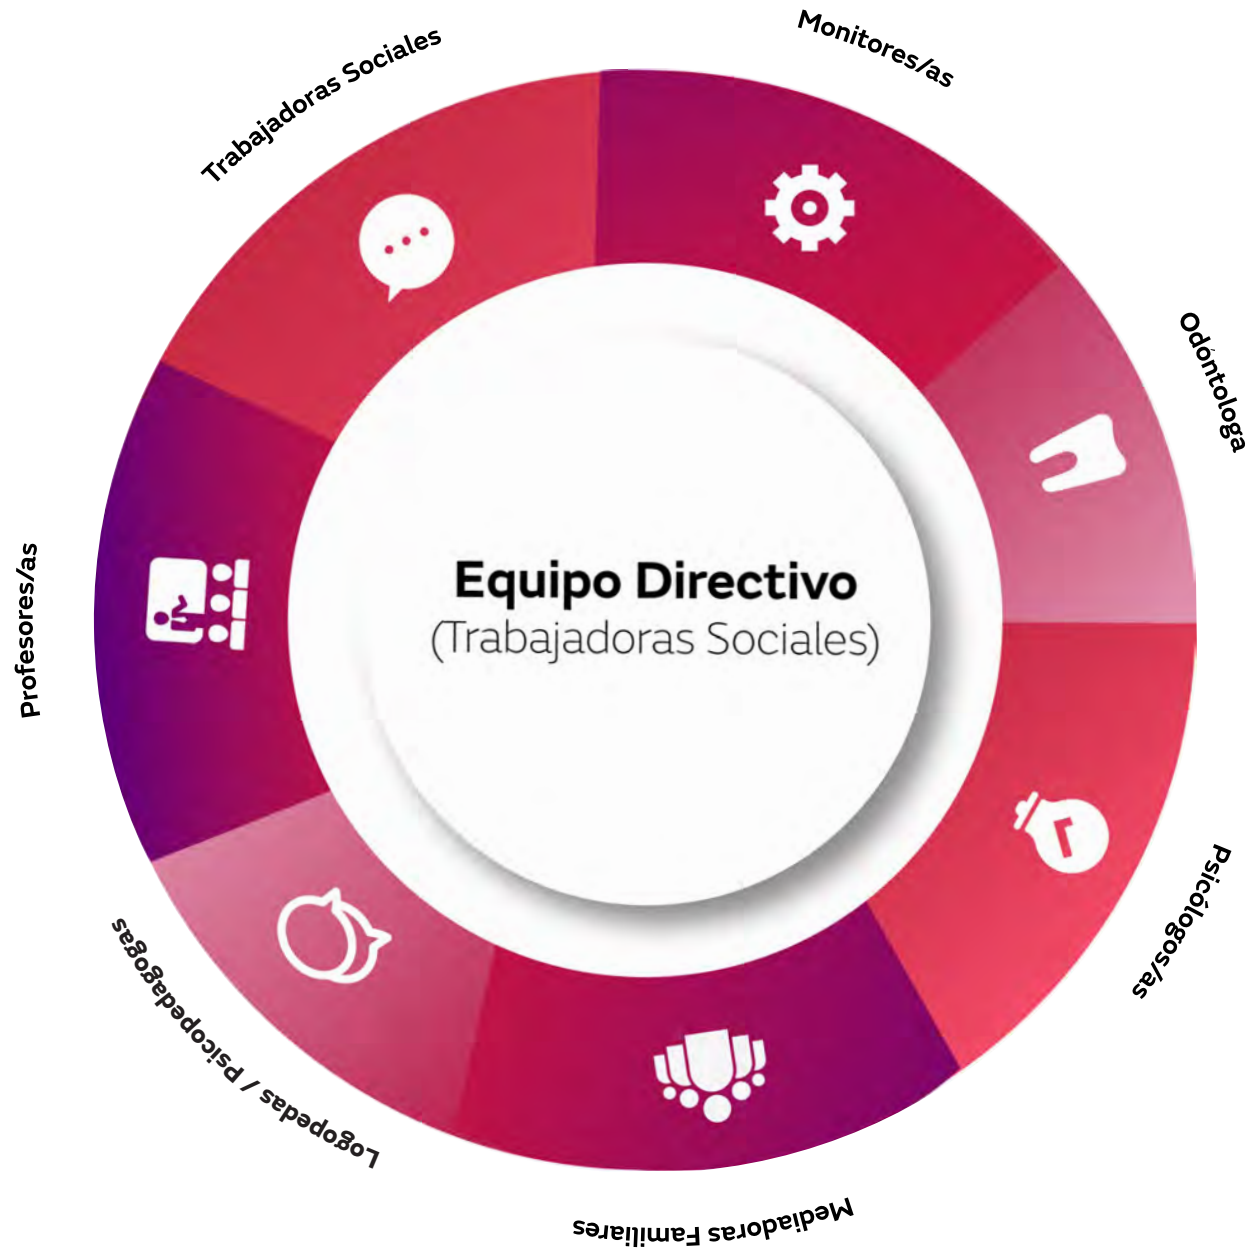 Monitores/as
Odóntologa
Psicólogos/as
Mediadoras Familiares
Logopedas / Psicopedagogas
Profesores/as
Trabajadoras Sociales
Equipo Directivo
(Trabajadoras Sociales)